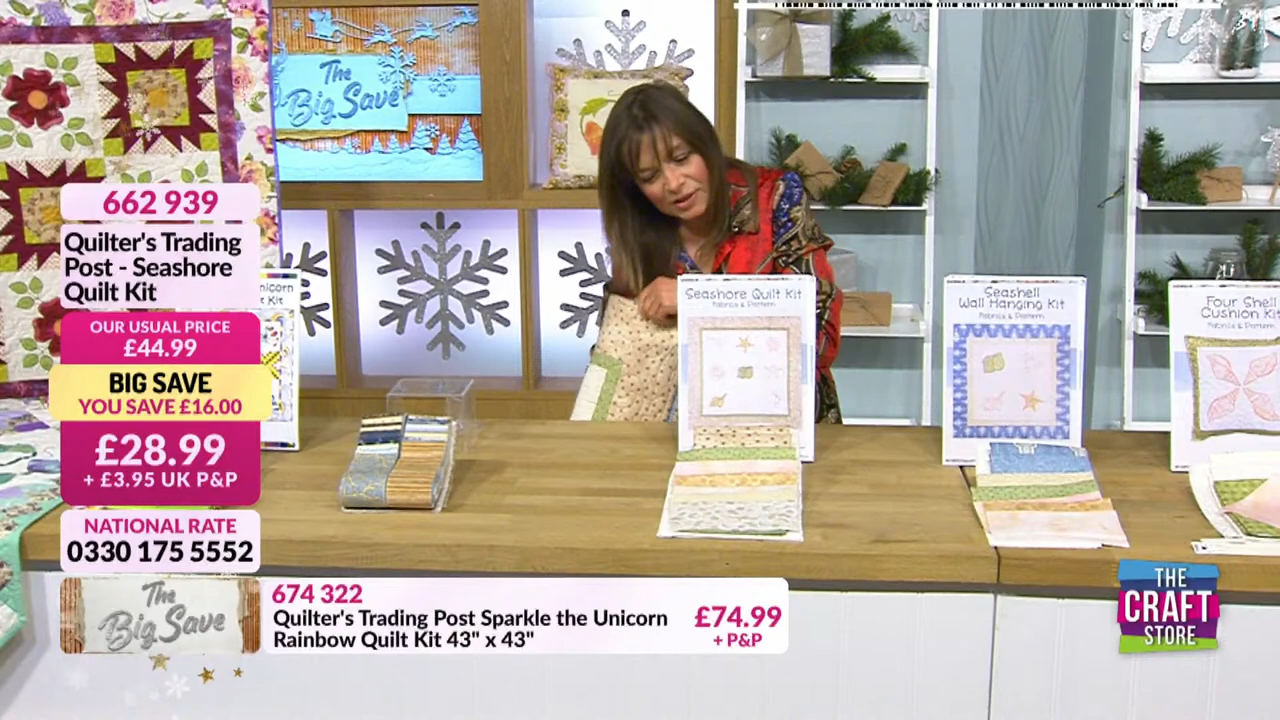 The
Big Save
662 939
Quilter's Trading
Post - Seashore
Quilt Kit
OUR USUAL PRICE
£44.99
BIG SAVE
YOU SAVE £16.00
£28.99
+ £3.95 UK P&P
NATIONAL RATE
0330 175 5552
The
Big Save
674 322
Quilter's Trading Post Sparkle the Unicorn
Rainbow Quilt Kit 43" x 43"
£74.99
+ P&P
nicorn
t Kit
Seashore Quilt Kit
Fabrics & Pattern
Seashell
Wall Hanging Kit
Fabrics & Pattern
Four Shell
Cushion Kit
Fabrics & Pattern
THE
CRAFT
STORE